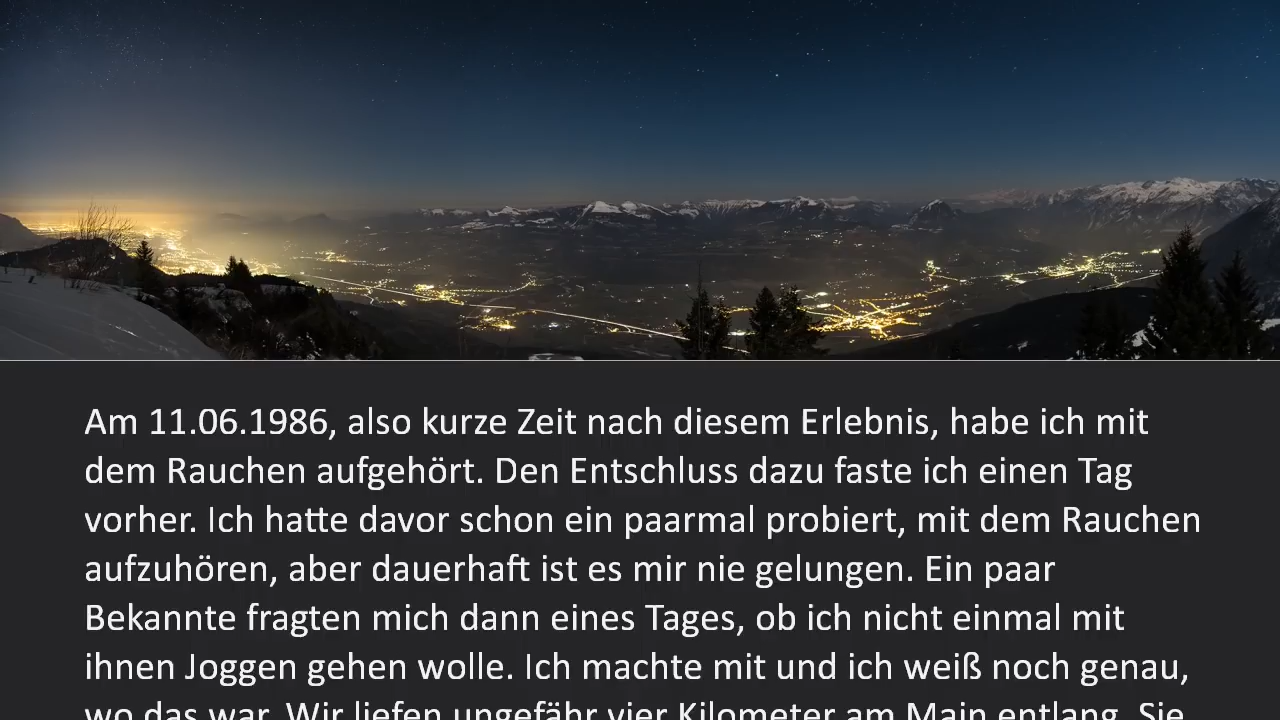 Am 11.06.1986, also kurze Zeit nach diesem Erlebnis, habe ich mit
dem Rauchen aufgehört. Den Entschluss dazu faste ich einen Tag
vorher. Ich hatte davor schon ein paarmal probiert, mit dem Rauchen
aufzuhören, aber dauerhaft ist es mir nie gelungen. Ein paar
Bekannte fragten mich dann eines Tages, ob ich nicht einmal mit
ihnen Joggen gehen wolle. Ich machte mit und ich weiß noch genau,
wo das war. Wir liefen ungefähr vier Kilometer am Main entlang. Sie